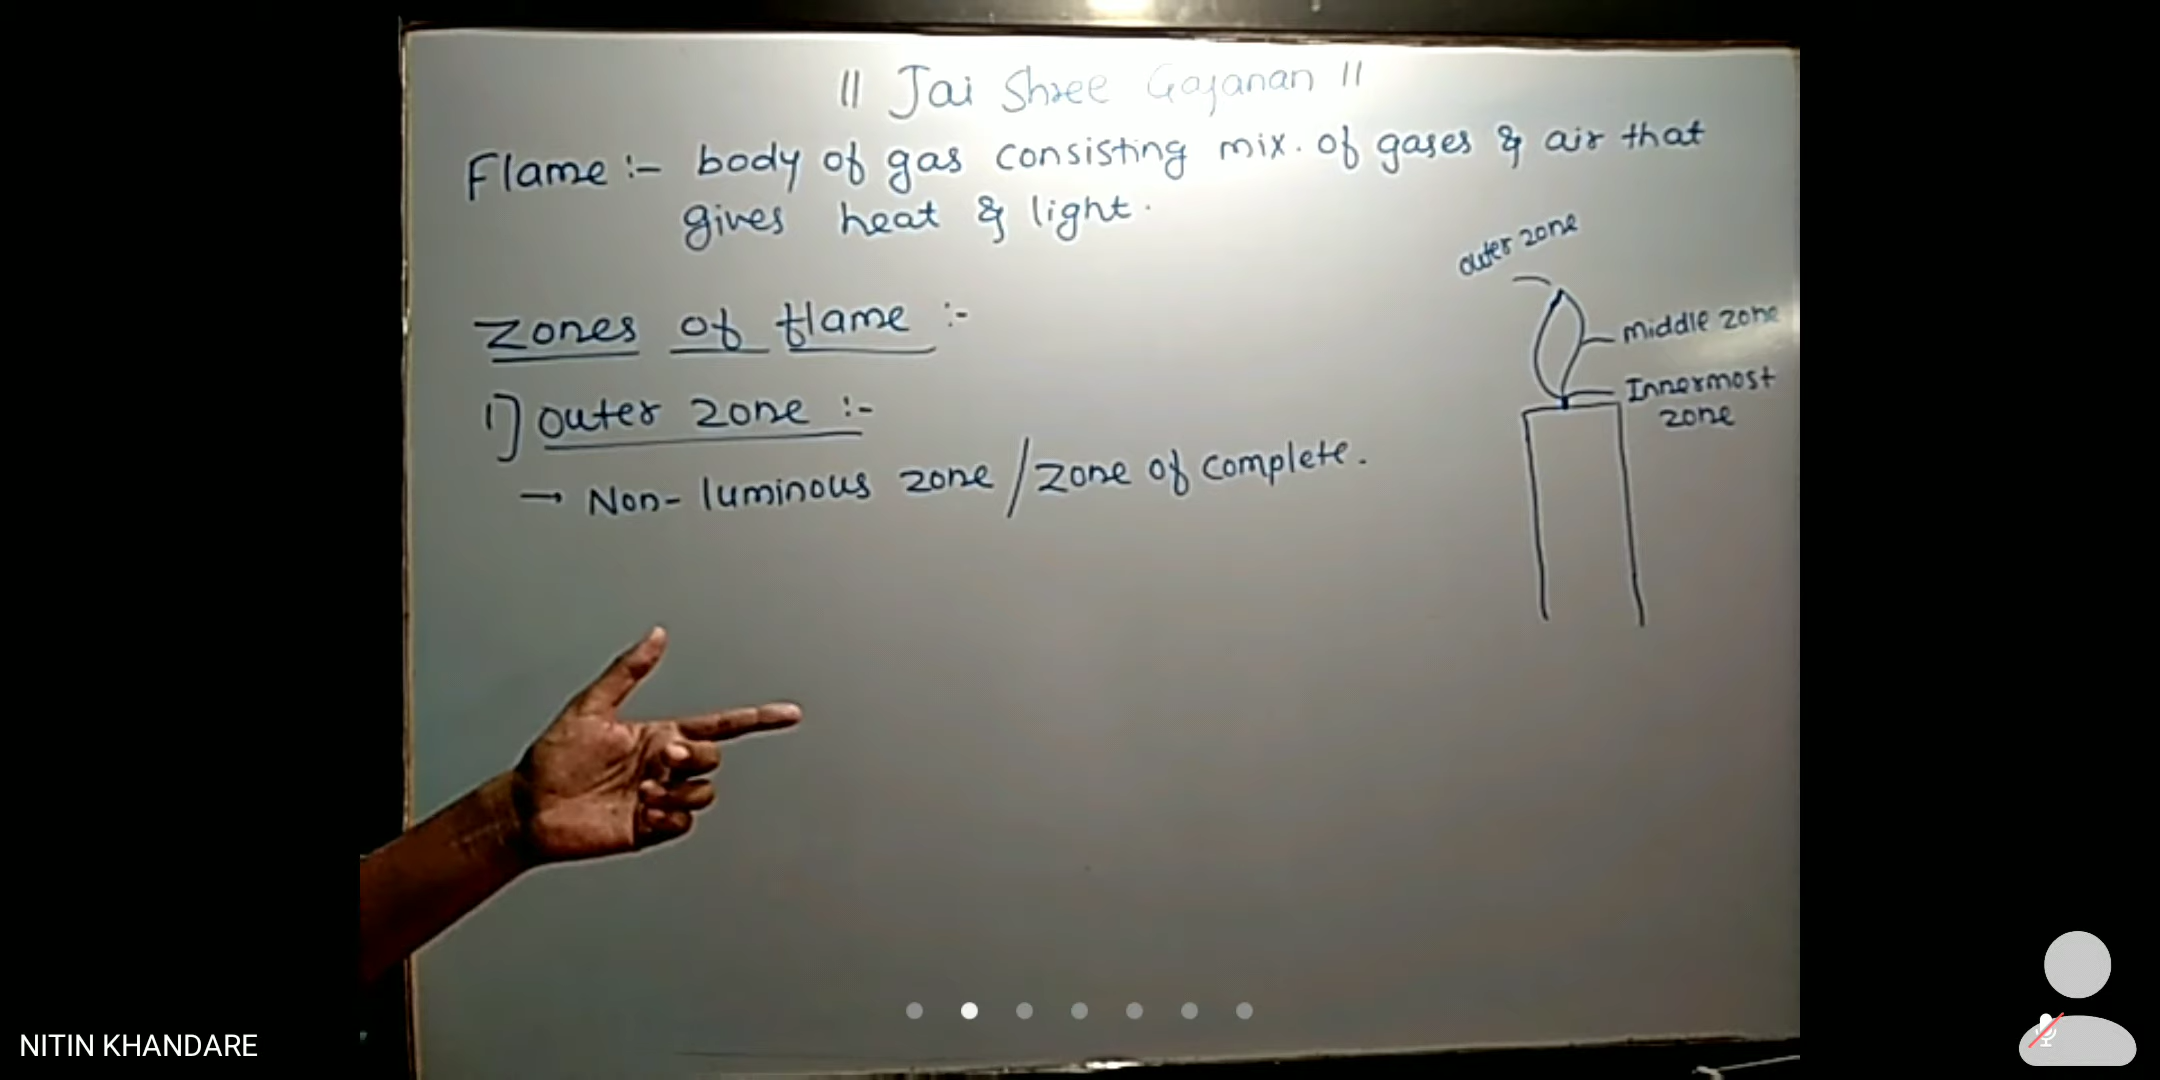 || Jai Shree Gajanan ||
Flame :- body of gas consisting mix. of gases & air that
gives heat & light.
outer zone
Zones of flame :-
middle zone
Innermost
zone
1] outer zone :-
→ Non-luminous zone / zone of complete.
NITIN KHANDARE